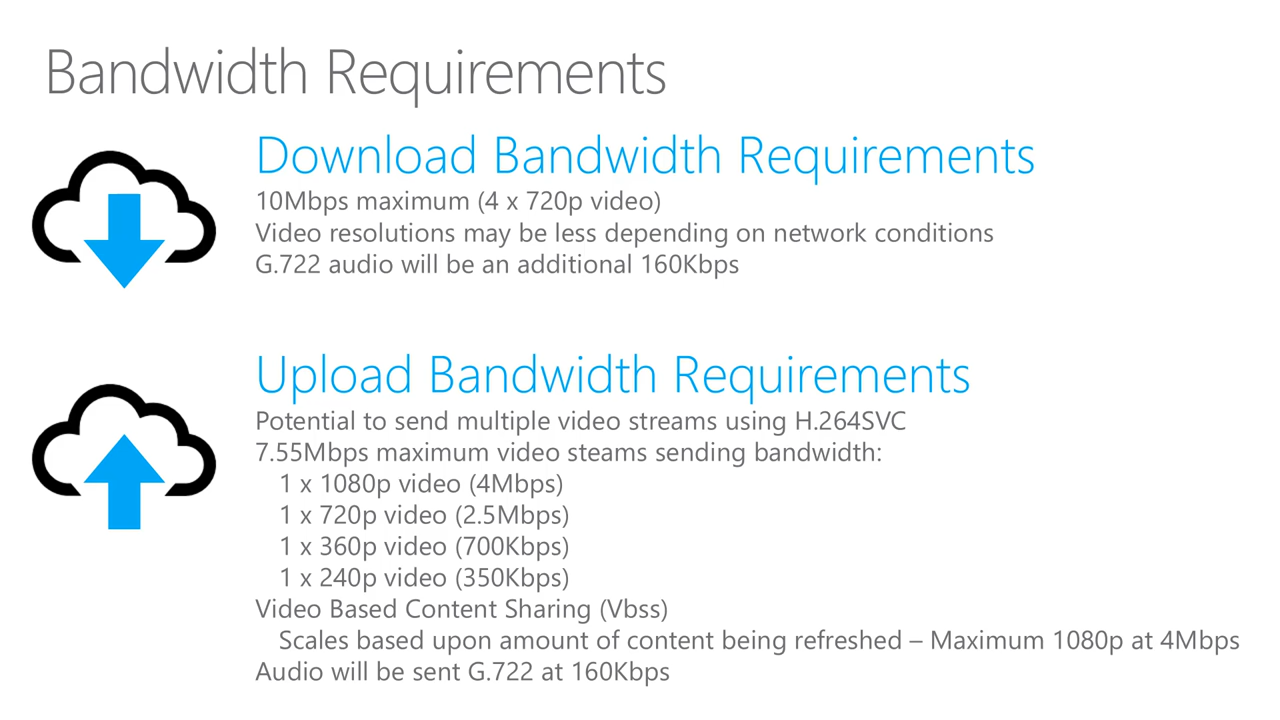 Bandwidth Requirements
Download Bandwidth Requirements
10Mbps maximum (4 x 720p video)
Video resolutions may be less depending on network conditions
G.722 audio will be an additional 160Kbps
Upload Bandwidth Requirements
Potential to send multiple video streams using H.264SVC
7.55Mbps maximum video steams sending bandwidth:
1 x 1080p video (4Mbps)
1 x 720p video (2.5Mbps)
1 x 360p video (700Kbps)
1 x 240p video (350Kbps)
Video Based Content Sharing (Vbss)
Scales based upon amount of content being refreshed – Maximum 1080p at 4Mbps
Audio will be sent G.722 at 160Kbps